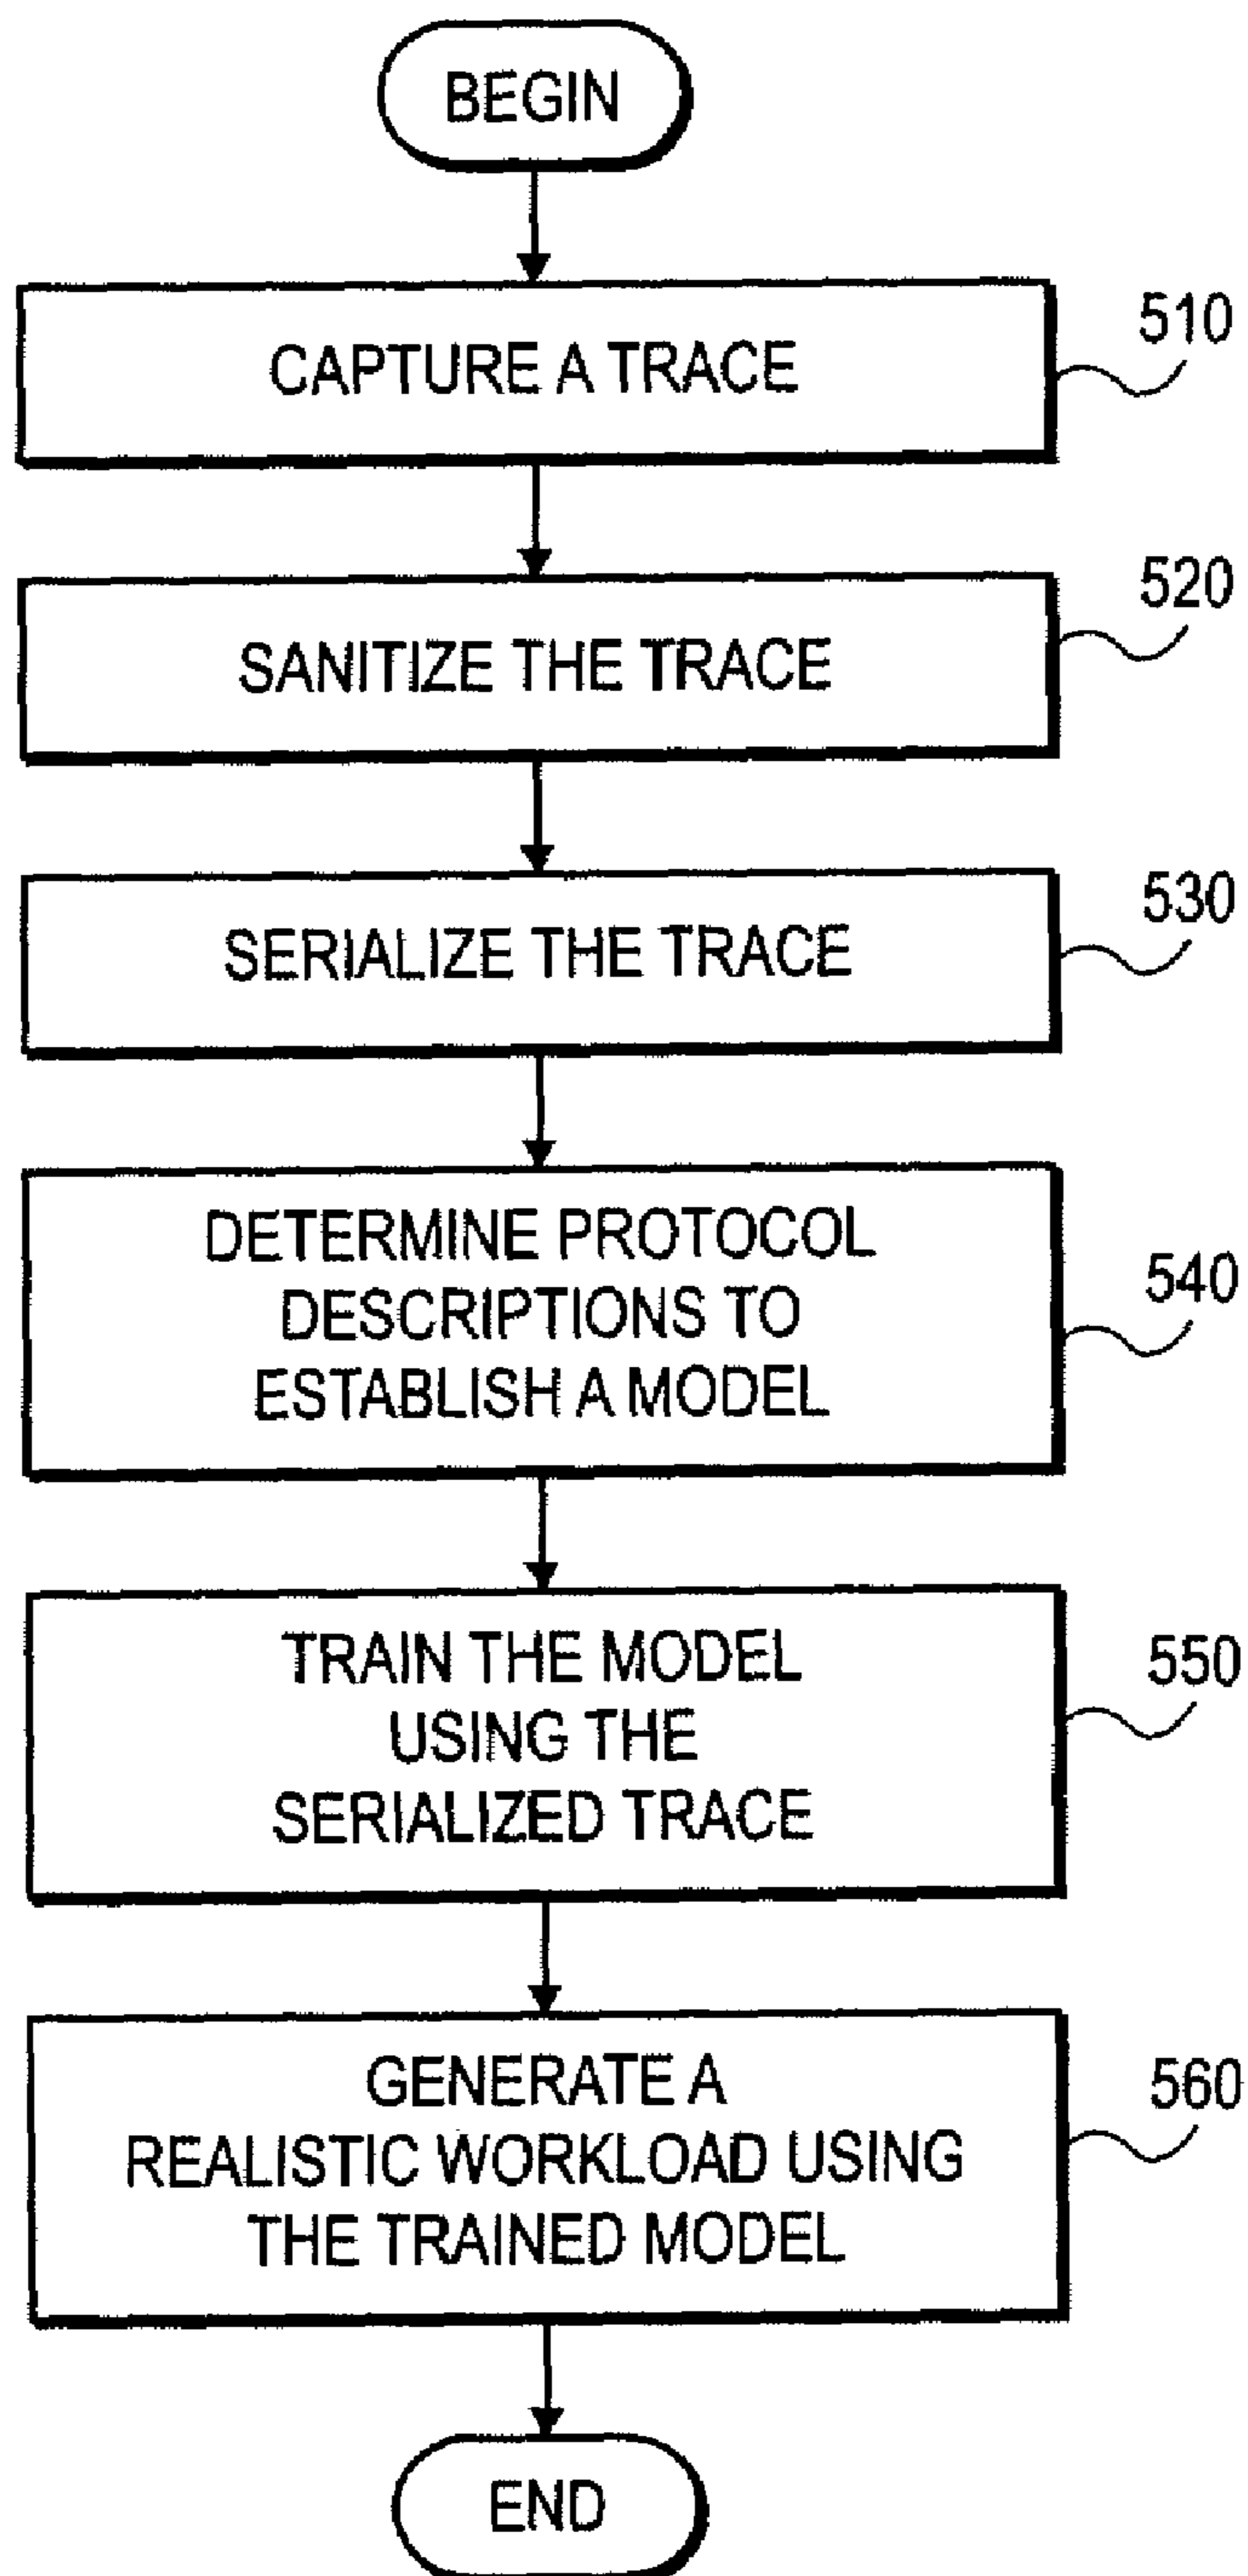 BEGIN
CAPTURE A TRACE
510
SANITIZE THE TRACE
520
SERIALIZE THE TRACE
530
DETERMINE PROTOCOL
DESCRIPTIONS TO
ESTABLISH A MODEL
540
TRAIN THE MODEL
USING THE
SERIALIZED TRACE
550
GENERATE A
REALISTIC WORKLOAD USING
THE TRAINED MODEL
560
END